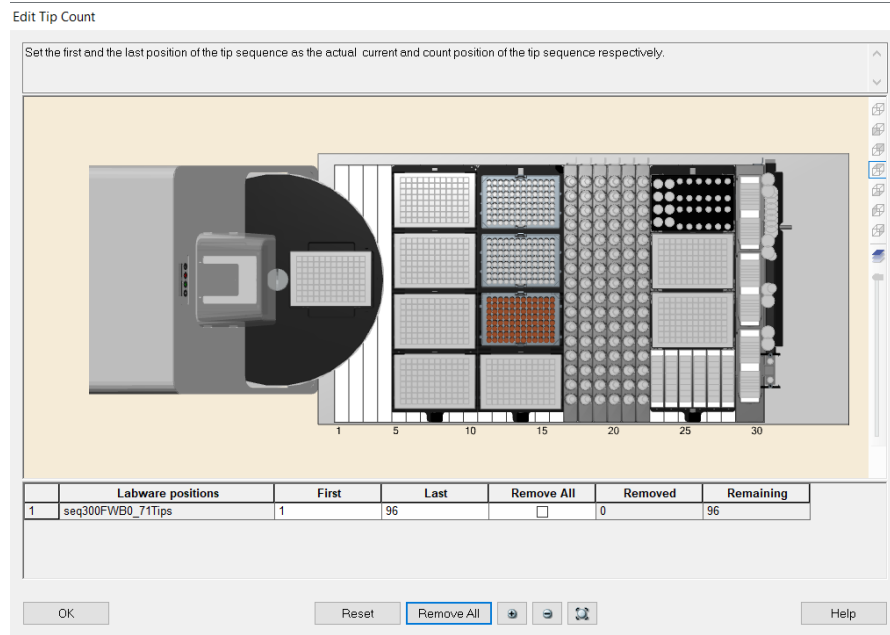 Edit Tip Count
Set the first and the last position of the tip sequence as the actual current and count position of the tip sequence respectively.
1 5 10 15 20 25 30
Labware positions First Last Remove All Removed Remaining
1 seq300FWB0_71Tips 1 96 0 96
OK Reset Remove All Help